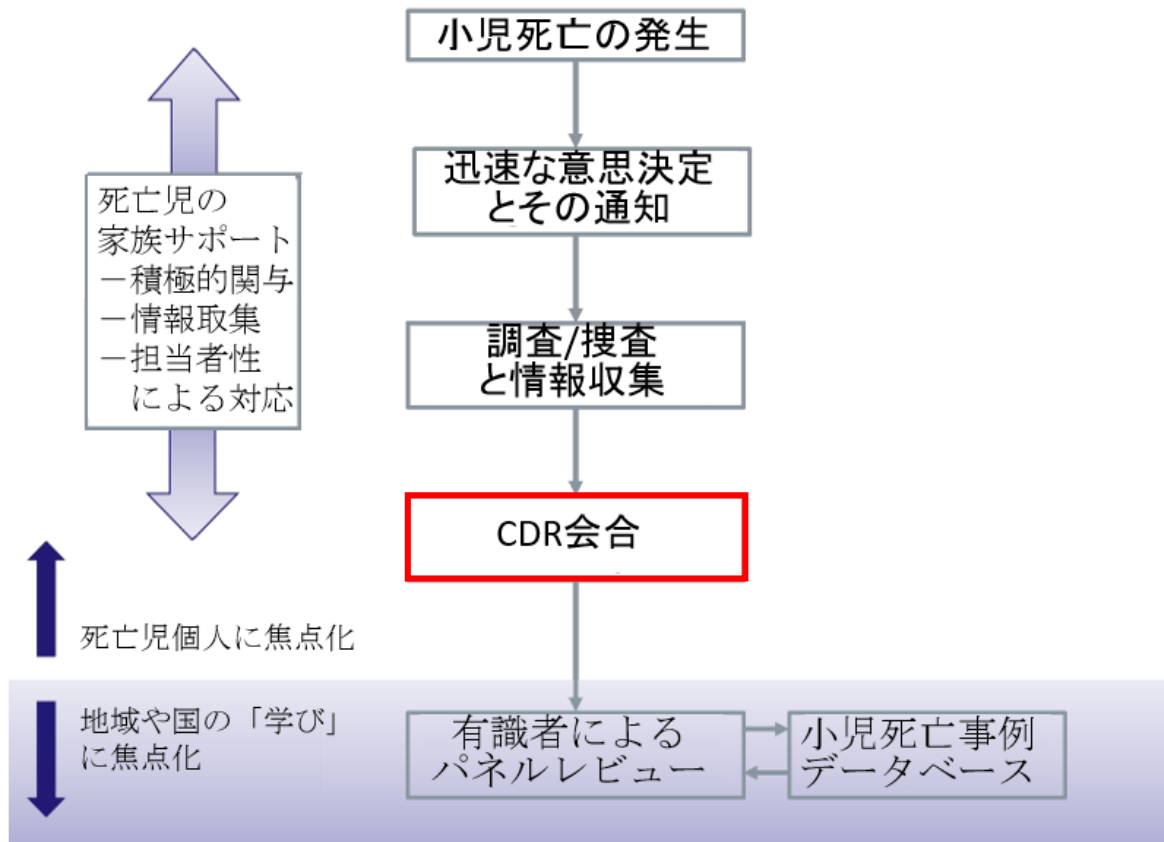 小児死亡の発生
迅速な意思決定
とその通知
死亡児の
家族サポート
－積極的関与
－情報取集
－担当者性
による対応
調査/捜査
と情報収集
CDR会合
死亡児個人に焦点化
地域や国の「学び」
に焦点化
有識者による
パネルレビュー
小児死亡事例
データベース